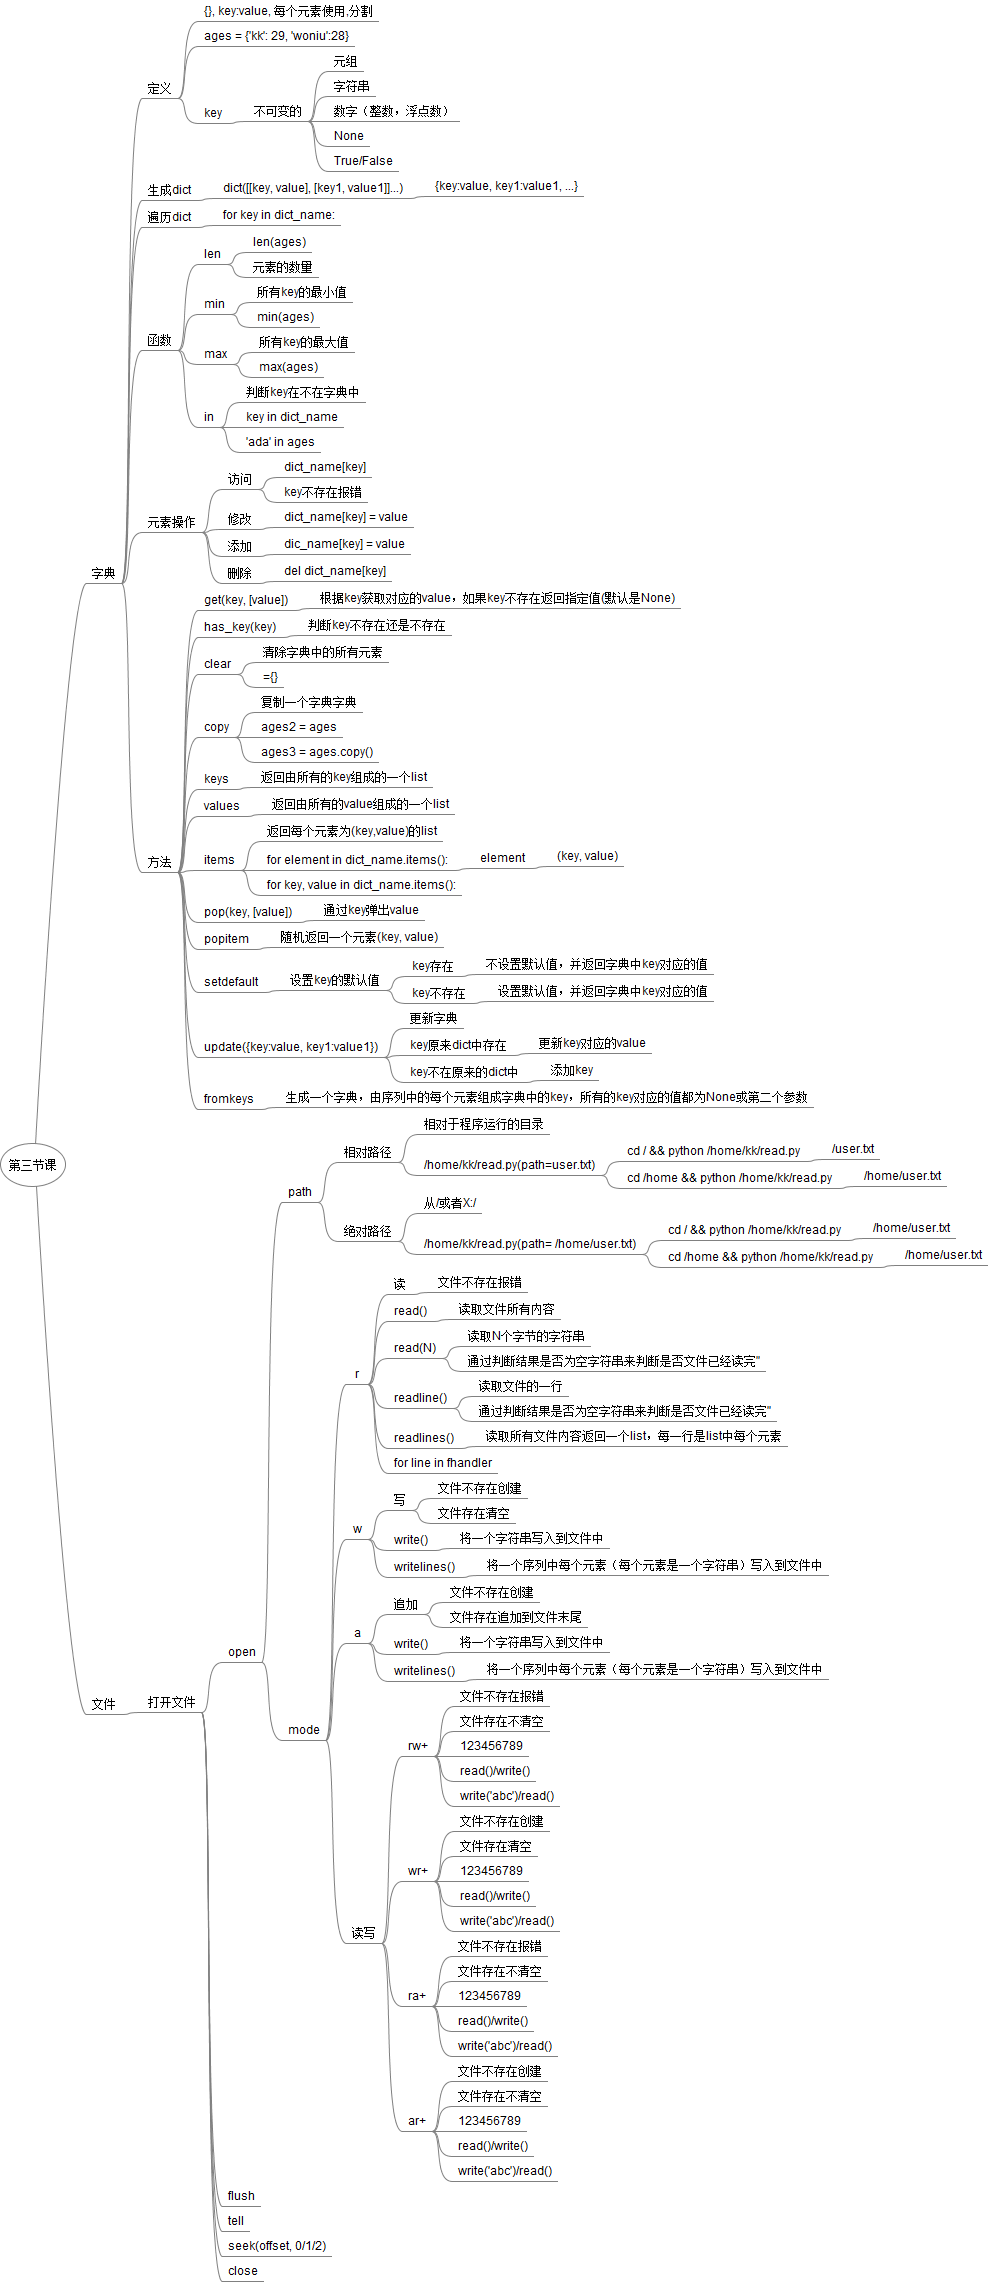 {}, key:value, 每个元素使用,分割
ages = {'kk': 29, 'woniu':28}
元组
字符串
定义
key
不可变的
数字（整数，浮点数）
None
True/False
生成dict
dict([[key, value], [key1, value1]]...)
{key:value, key1:value1, ...}
遍历dict
for key in dict_name:
len
len(ages)
元素的数量
min
所有key的最小值
min(ages)
函数
max
所有key的最大值
max(ages)
in
判断key在不在字典中
key in dict_name
'ada' in ages
元素操作
访问
dict_name[key]
key不存在报错
修改
dict_name[key] = value
添加
dic_name[key] = value
删除
del dict_name[key]
字典
get(key, [value])
根据key获取对应的value，如果key不存在返回指定值(默认是None)
has_key(key)
判断key不存在还是不存在
clear
清除字典中的所有元素
={}
copy
复制一个字典字典
ages2 = ages
ages3 = ages.copy()
keys
返回由所有的key组成的一个list
values
返回由所有的value组成的一个list
方法
items
返回每个元素为(key,value)的list
for element in dict_name.items():
element
(key, value)
for key, value in dict_name.items():
pop(key, [value])
通过key弹出value
popitem
随机返回一个元素(key, value)
setdefault
设置key的默认值
key存在
不设置默认值，并返回字典中key对应的值
key不存在
设置默认值，并返回字典中key对应的值
update({key:value, key1:value1})
更新字典
key原来dict中存在
更新key对应的value
key不在原来的dict中
添加key
fromkeys
生成一个字典，由序列中的每个元素组成字典中的key，所有的key对应的值都为None或第二个参数
第三节课
path
相对路径
相对于程序运行的目录
/home/kk/read.py(path=user.txt)
cd / && python /home/kk/read.py
/user.txt
cd /home && python /home/kk/read.py
/home/user.txt
绝对路径
从/或者X:/
/home/kk/read.py(path= /home/user.txt)
cd / && python /home/kk/read.py
/home/user.txt
cd /home && python /home/kk/read.py
/home/user.txt
r
读
文件不存在报错
read()
读取文件所有内容
read(N)
读取N个字节的字符串
通过判断结果是否为空字符串来判断是否文件已经读完"
readline()
读取文件的一行
通过判断结果是否为空字符串来判断是否文件已经读完"
readlines()
读取所有文件内容返回一个list，每一行是list中每个元素
for line in fhandler
w
写
文件不存在创建
文件存在清空
write()
将一个字符串写入到文件中
writelines()
将一个序列中每个元素（每个元素是一个字符串）写入到文件中
a
追加
文件不存在创建
文件存在追加到文件末尾
write()
将一个字符串写入到文件中
writelines()
将一个序列中每个元素（每个元素是一个字符串）写入到文件中
文件
打开文件
open
mode
读写
rw+
文件不存在报错
文件存在不清空
123456789
read()/write()
write('abc')/read()
wr+
文件不存在创建
文件存在清空
123456789
read()/write()
write('abc')/read()
ra+
文件不存在报错
文件存在不清空
123456789
read()/write()
write('abc')/read()
ar+
文件不存在创建
文件存在不清空
123456789
read()/write()
write('abc')/read()
flush
tell
seek(offset, 0/1/2)
close